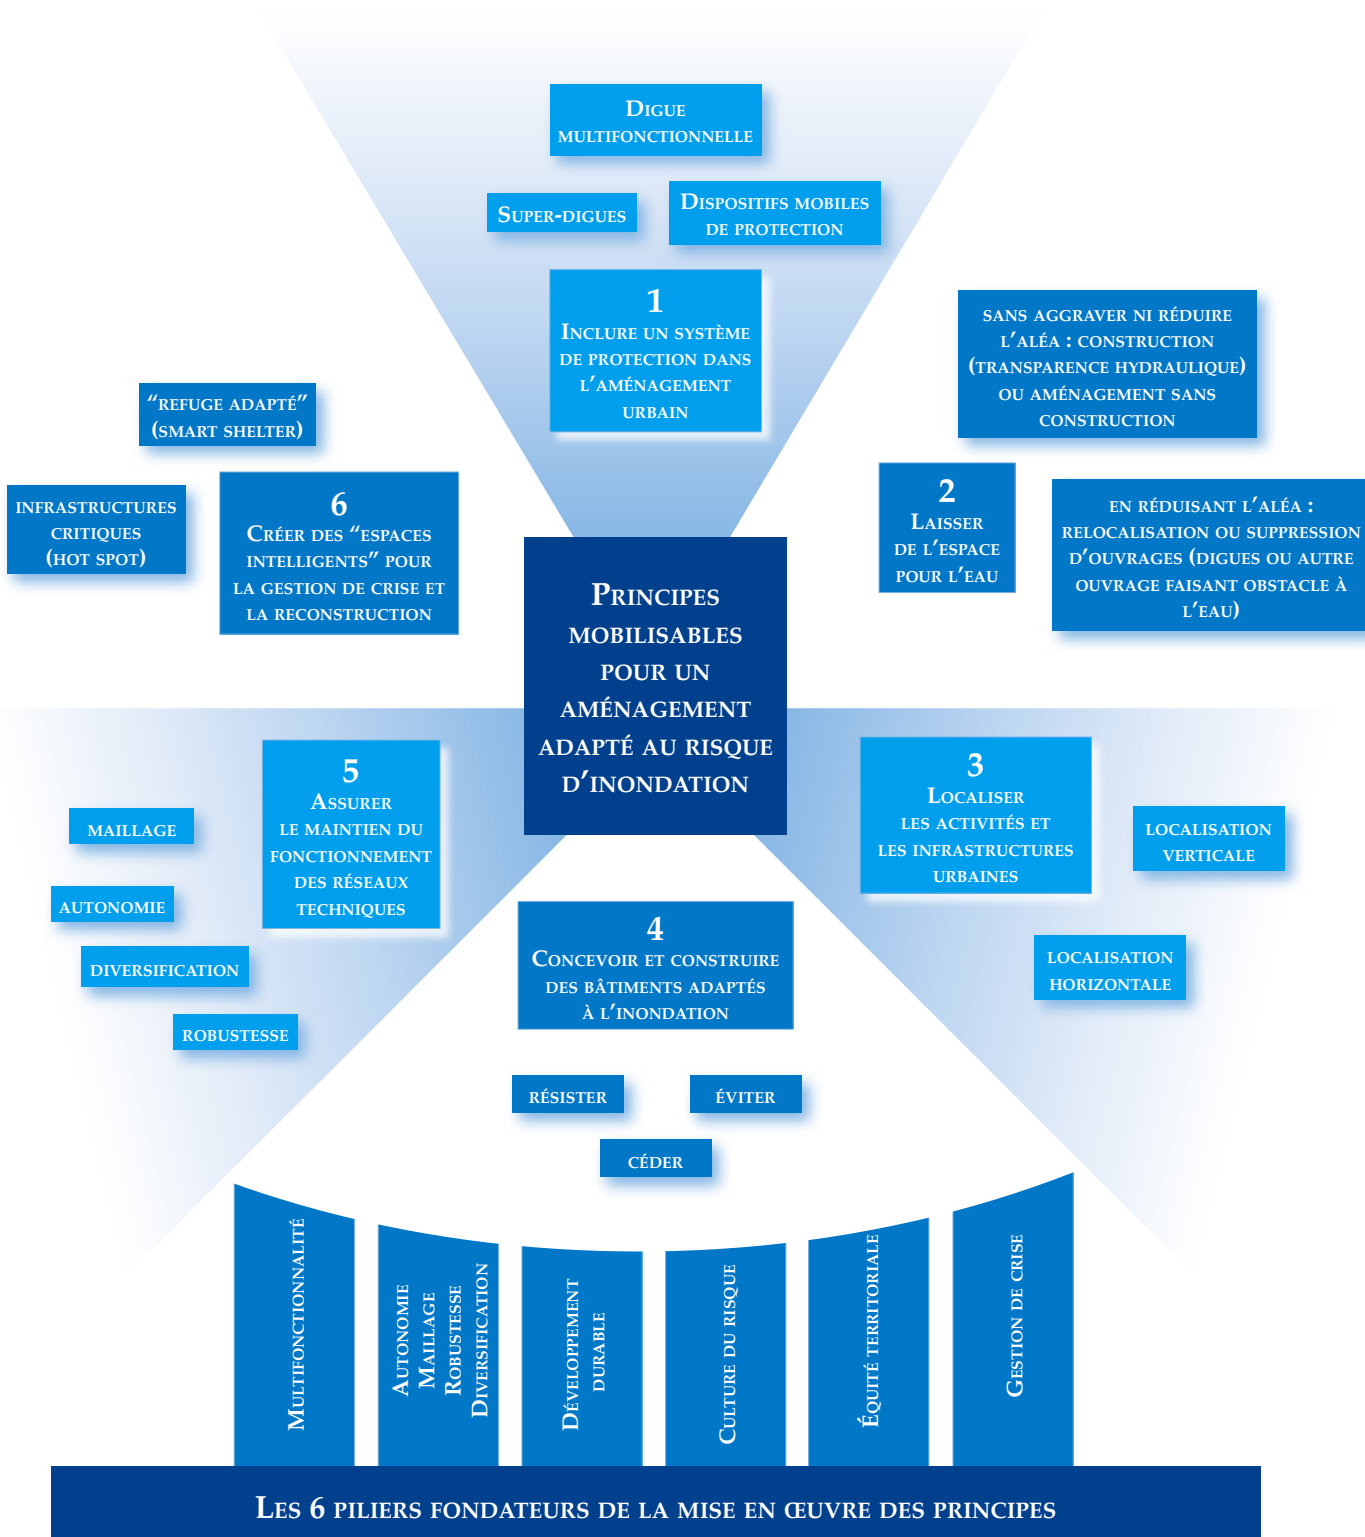 Digue
multifonctionnelle
Super-digues
Dispositifs mobiles
de protection
1
Inclure un système
de protection dans
l'aménagement
urbain
sans aggraver ni réduire
l'aléa : construction
(transparence hydraulique)
ou aménagement sans
construction
2
Laisser
de l'espace
pour l'eau
en réduisant l'aléa :
relocalisation ou suppression
d'ouvrages (digues ou autre
ouvrage faisant obstacle à
l'eau)
"refuge adapté"
(smart shelter)
infrastructures
critiques
(hot spot)
6
Créer des "espaces
intelligents" pour
la gestion de crise et
la reconstruction
Principes
mobilisables
pour un
aménagement
adapté au risque
d'inondation
3
Localiser
les activités et
les infrastructures
urbaines
localisation
verticale
localisation
horizontale
5
Assurer
le maintien du
fonctionnement
des réseaux
techniques
maillage
autonomie
diversification
robustesse
4
Concevoir et construire
des bâtiments adaptés
à l'inondation
résister
éviter
céder
Multifonctionnalité
Autonomie
Maillage
Robustesse
Diversification
Développement
durable
Culture du risque
Équité territoriale
Gestion de crise
Les 6 piliers fondateurs de la mise en œuvre des principes